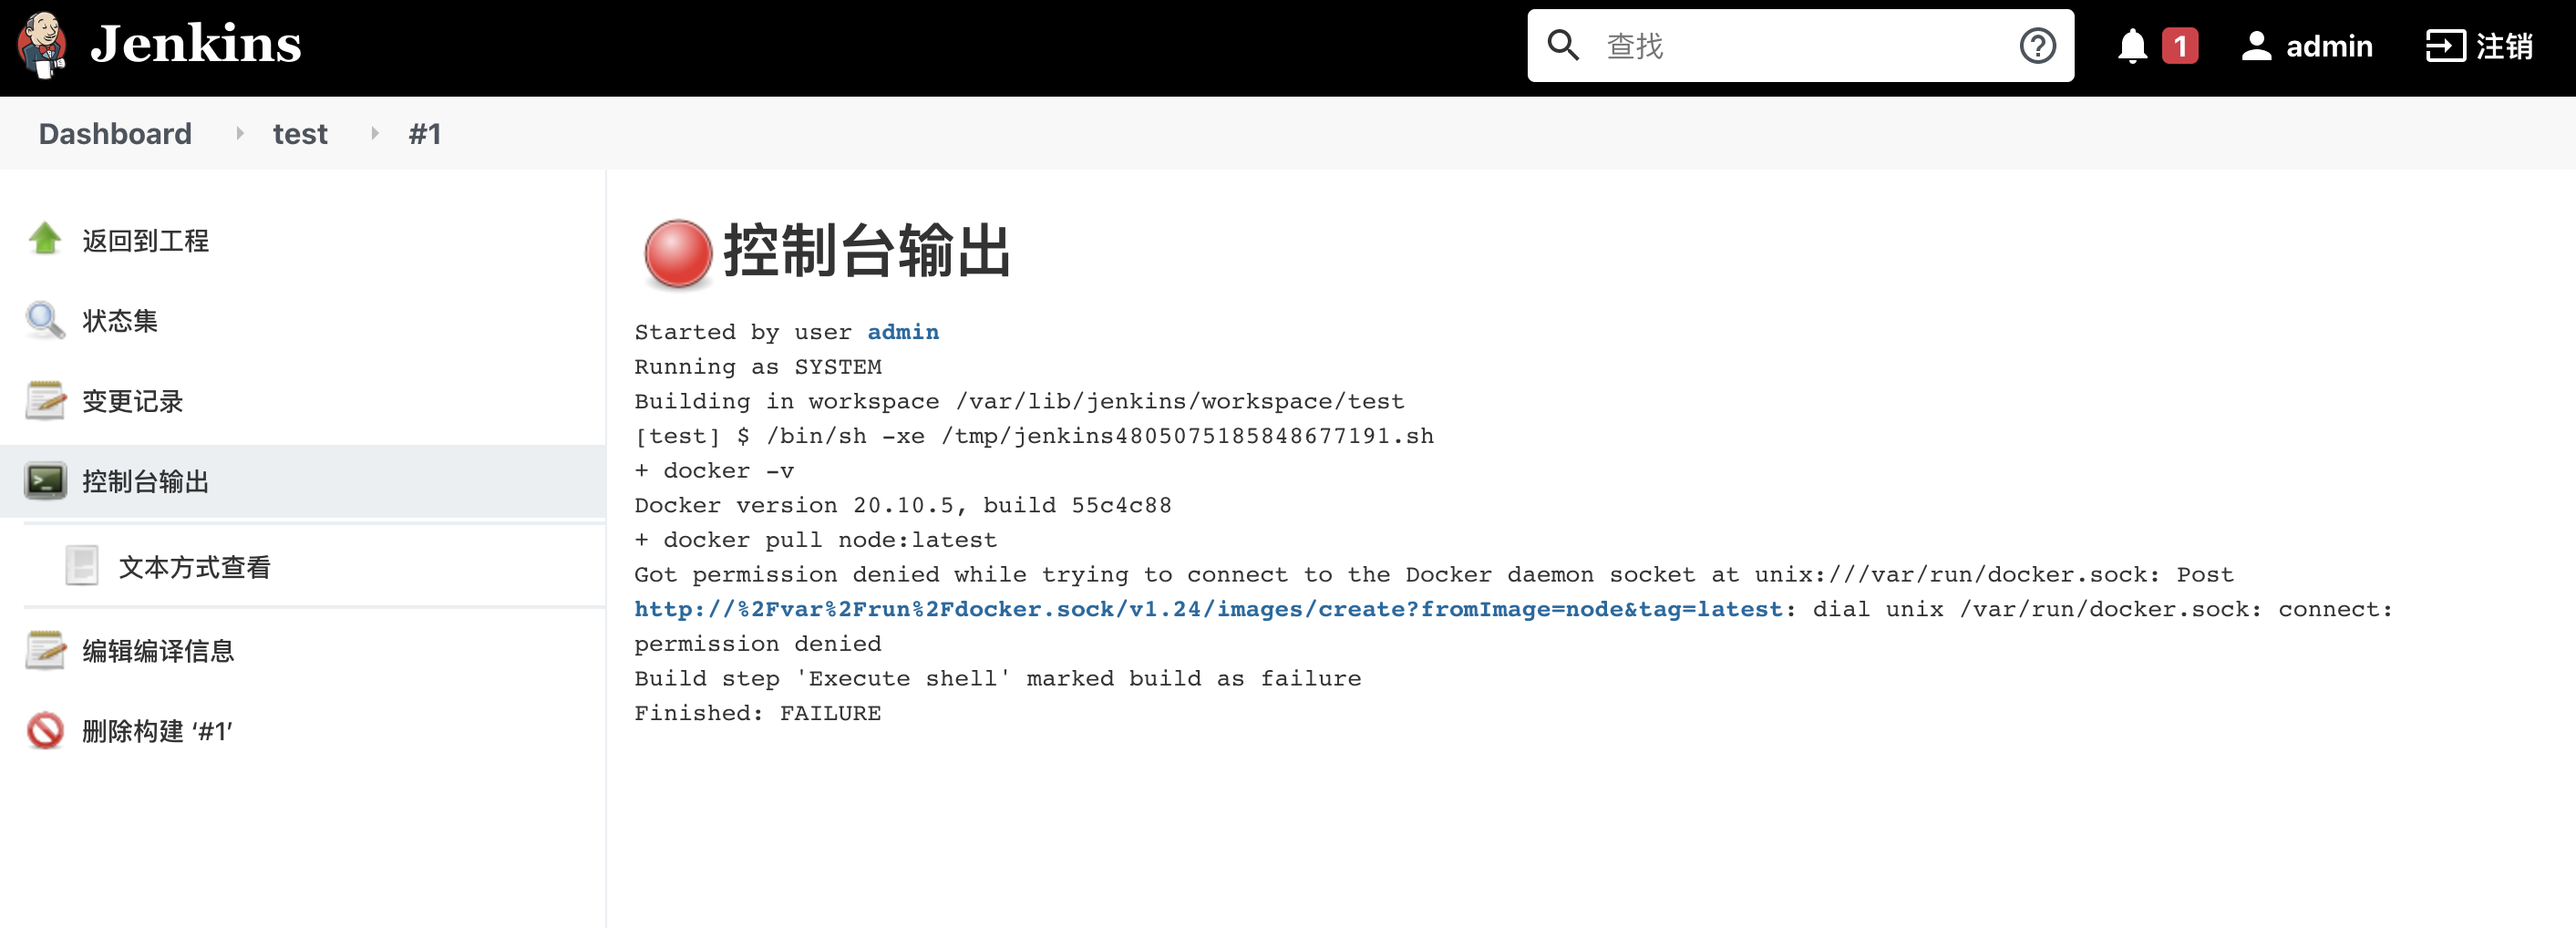 Jenkins
查找
1
admin
注销
Dashboard
test
#1
返回到工程
状态集
变更记录
控制台输出
文本方式查看
编辑编译信息
删除构建 ‘#1’
控制台输出
Started by user admin
Running as SYSTEM
Building in workspace /var/lib/jenkins/workspace/test
[test] $ /bin/sh -xe /tmp/jenkins4805075185848677191.sh
+ docker -v
Docker version 20.10.5, build 55c4c88
+ docker pull node:latest
Got permission denied while trying to connect to the Docker daemon socket at unix:///var/run/docker.sock: Post
http://%2Fvar%2Frun%2Fdocker.sock/v1.24/images/create?fromImage=node&tag=latest: dial unix /var/run/docker.sock: connect:
permission denied
Build step 'Execute shell' marked build as failure
Finished: FAILURE